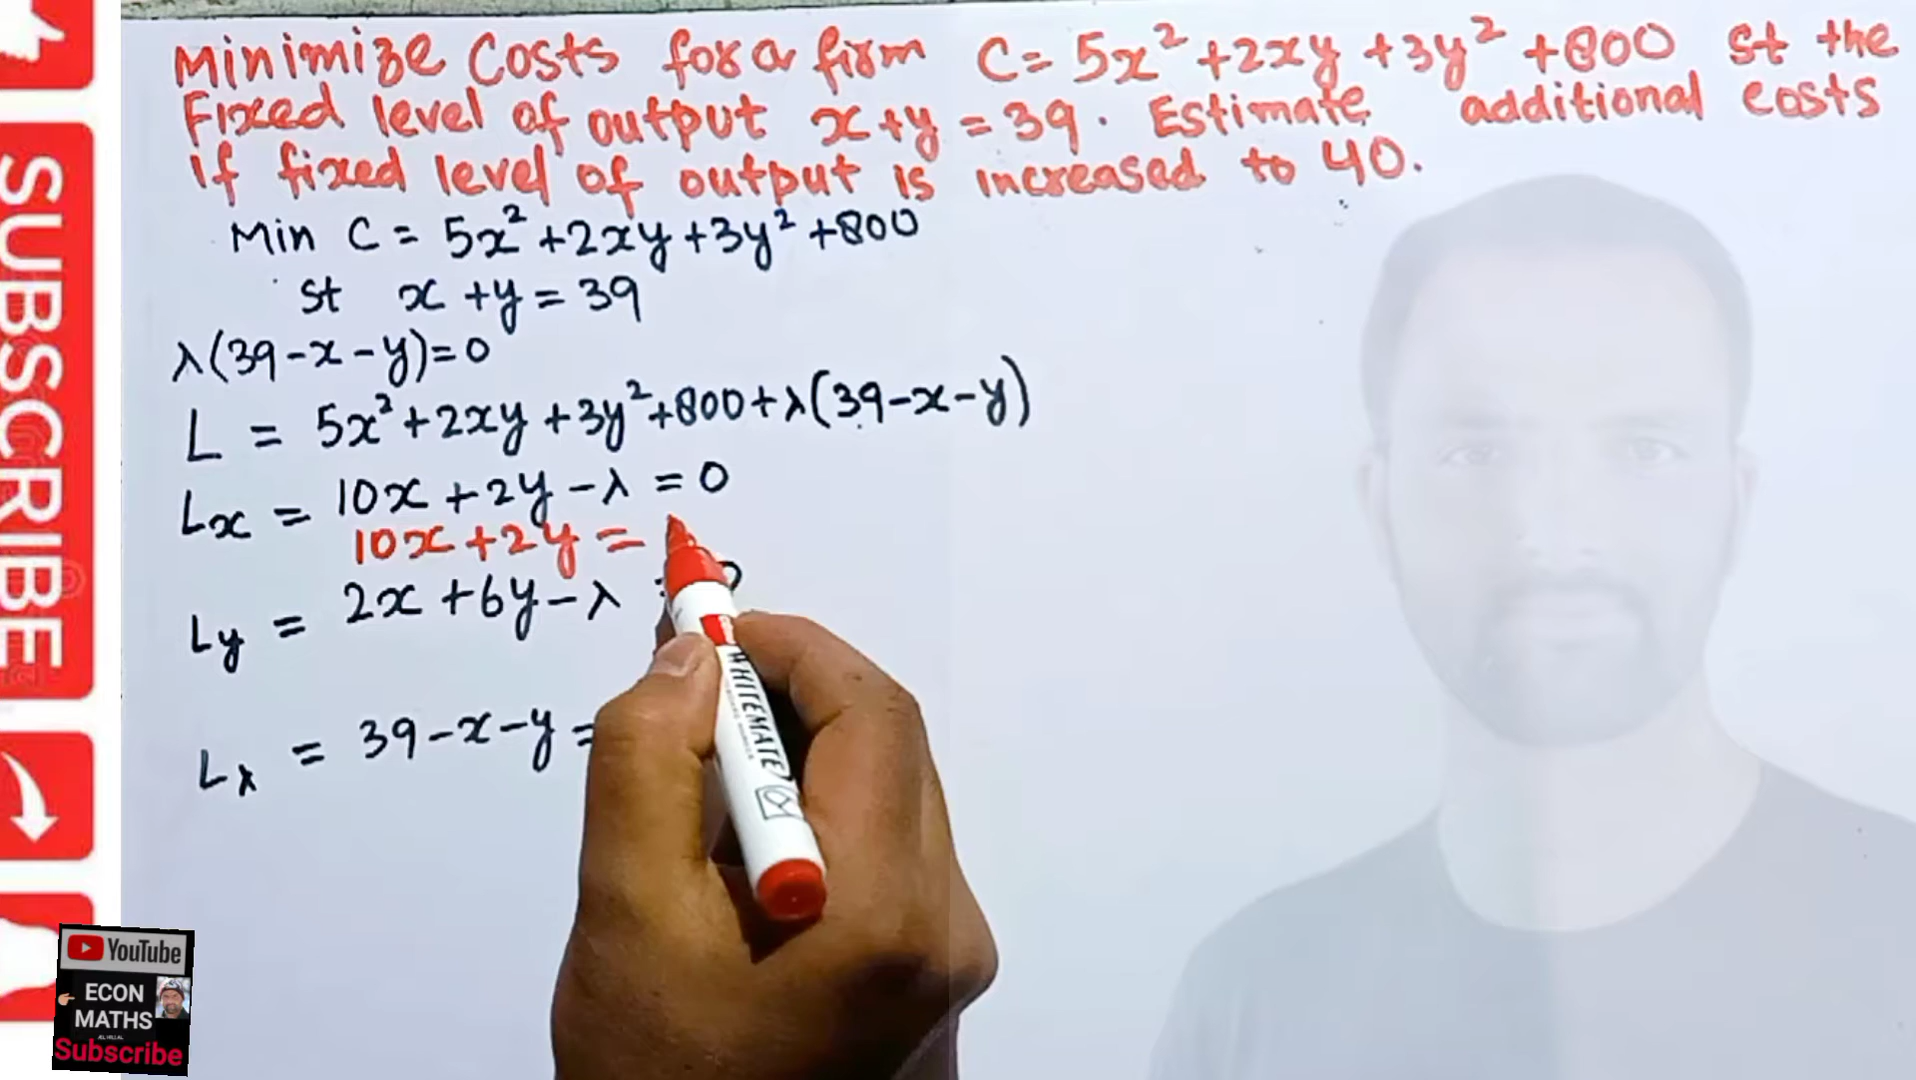 Minimize Costs for a firm C = 5x² + 2xy + 3y² + 800 st the
Fixed level of output x + y = 39. Estimate additional costs
If fixed level of output is increased to 40.
Min C = 5x² + 2xy + 3y² + 800
st x + y = 39
λ(39 - x - y) = 0
L = 5x² + 2xy + 3y² + 800 + λ(39 - x - y)
Lx = 10x + 2y - λ = 0
10x + 2y =
Ly = 2x + 6y - λ = 0
Lλ = 39 - x - y =
WHITEMATE
SUBSCRIBE
YouTube
ECON
MATHS
Subscribe